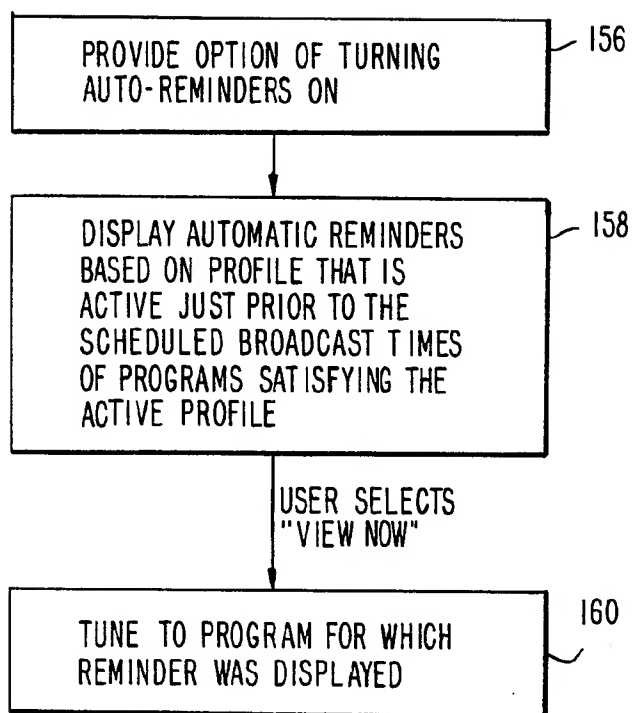 PROVIDE OPTION OF TURNING
AUTO-REMINDERS ON
156
DISPLAY AUTOMATIC REMINDERS
BASED ON PROFILE THAT IS
ACTIVE JUST PRIOR TO THE
SCHEDULED BROADCAST TIMES
OF PROGRAMS SATISFYING THE
ACTIVE PROFILE
158
USER SELECTS
"VIEW NOW"
TUNE TO PROGRAM FOR WHICH
REMINDER WAS DISPLAYED
160